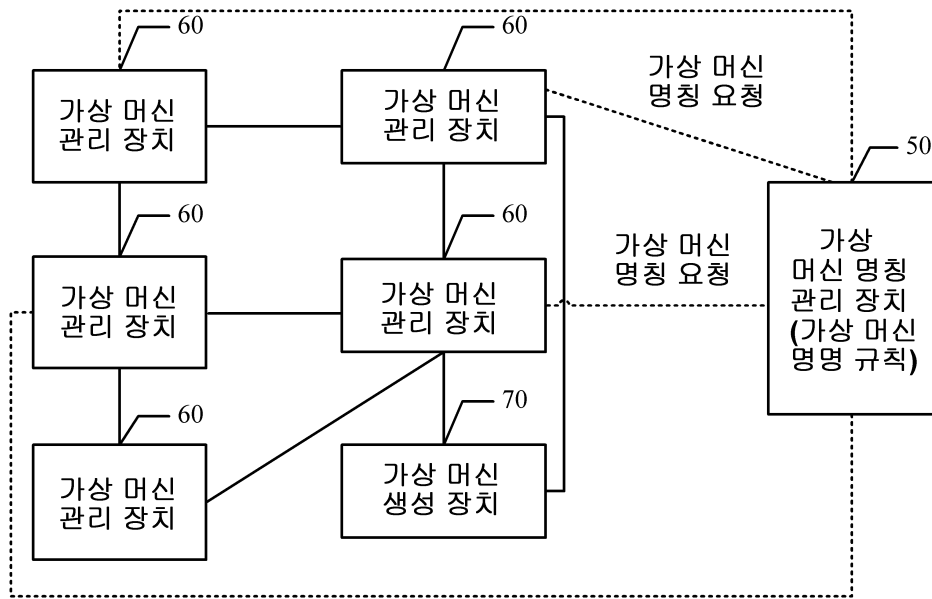 60
60
가상 머신
관리 장치
가상 머신
관리 장치
가상 머신
명칭 요청
50
60
60
가상 머신
관리 장치
가상 머신
관리 장치
가상 머신
명칭 요청
가상
머신 명칭
관리 장치
(가상 머신
명명 규칙)
60
70
가상 머신
관리 장치
가상 머신
생성 장치